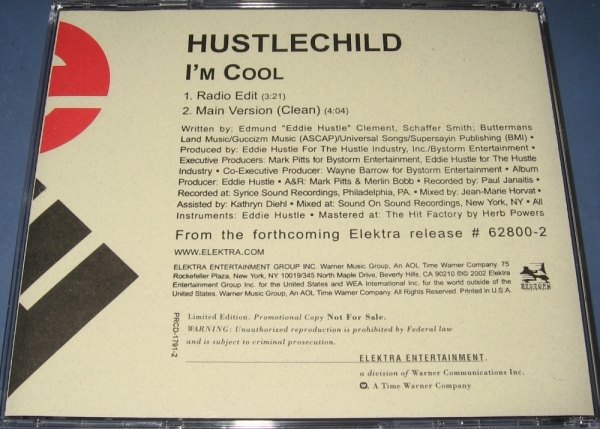 HUSTLECHILD
I'M COOL
1. Radio Edit (3:21)
2. Main Version (Clean) (4:04)
Written by: Edmund "Eddie Hustle" Clement, Schaffer Smith; Buttermans
Land Music/Guccizm Music (ASCAP)/Universal Songs/Supersayin Publishing (BMI) •
Produced by: Eddie Hustle For The Hustle Industry, Inc./Bystorm Entertainment •
Executive Producers: Mark Pitts for Bystorm Entertainment, Eddie Hustle for The Hustle
Industry • Co-Executive Producer: Wayne Barrow for Bystorm Entertainment • Album
Producer: Eddie Hustle • A&R: Mark Pitts & Merlin Bobb • Recorded by: Paul Janaitis •
Recorded at: Syrice Sound Recordings, Philadelphia, PA. • Mixed by: Jean-Marie Horvat •
Assisted by: Kathryn Diehl • Mixed at: Sound On Sound Recordings, New York, NY. • All
Instruments: Eddie Hustle • Mastered at: The Hit Factory by Herb Powers
From the forthcoming Elektra release # 62800-2
WWW.ELEKTRA.COM
ELEKTRA ENTERTAINMENT GROUP INC. Warner Music Group, An AOL Time Warner Company. 75
Rockefeller Plaza, New York, NY 10019/345 North Maple Drive, Beverly Hills, CA 90210 ℗© 2002 Elektra
Entertainment Group Inc. for the United States and WEA International Inc. for the world outside of the
United States. Warner Music Group, An AOL Time Warner Company. All Rights Reserved. Printed in U.S.A.
BYSTORM
PRCD-1791-2
Limited Edition. Promotional Copy Not For Sale.
WARNING: Unauthorized reproduction is prohibited by Federal law
and is subject to criminal prosecution.
ELEKTRA ENTERTAINMENT.
a division of Warner Communications Inc.
A Time Warner Company